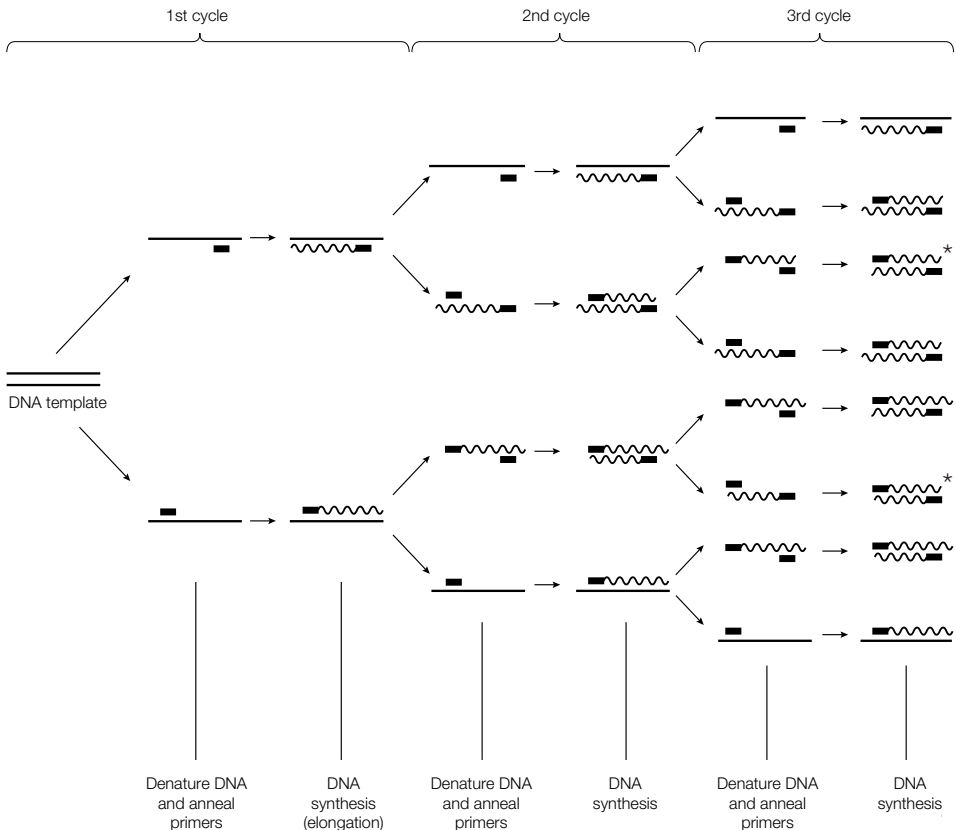 1st cycle
2nd cycle
3rd cycle
*
DNA template
*
Denature DNA
and anneal
primers
DNA
synthesis
(elongation)
Denature DNA
and anneal
primers
DNA
synthesis
Denature DNA
and anneal
primers
DNA
synthesis